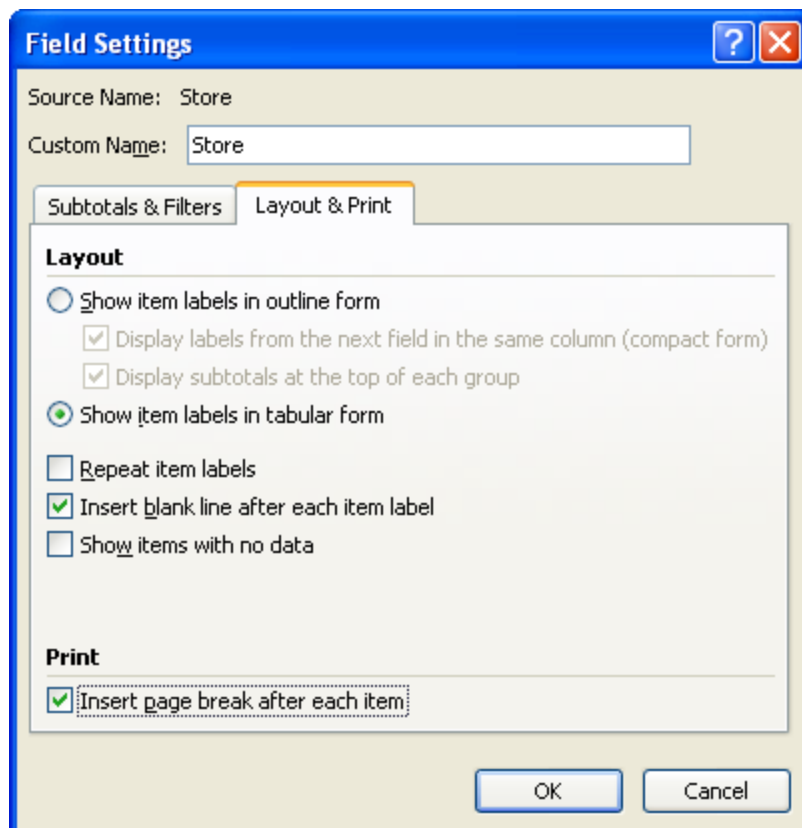 Field Settings
Source Name: Store
Custom Name: Store
Subtotals & Filters Layout & Print
Layout
Show item labels in outline form
Display labels from the next field in the same column (compact form)
Display subtotals at the top of each group
Show item labels in tabular form
Repeat item labels
Insert blank line after each item label
Show items with no data
Print
Insert page break after each item
OK Cancel